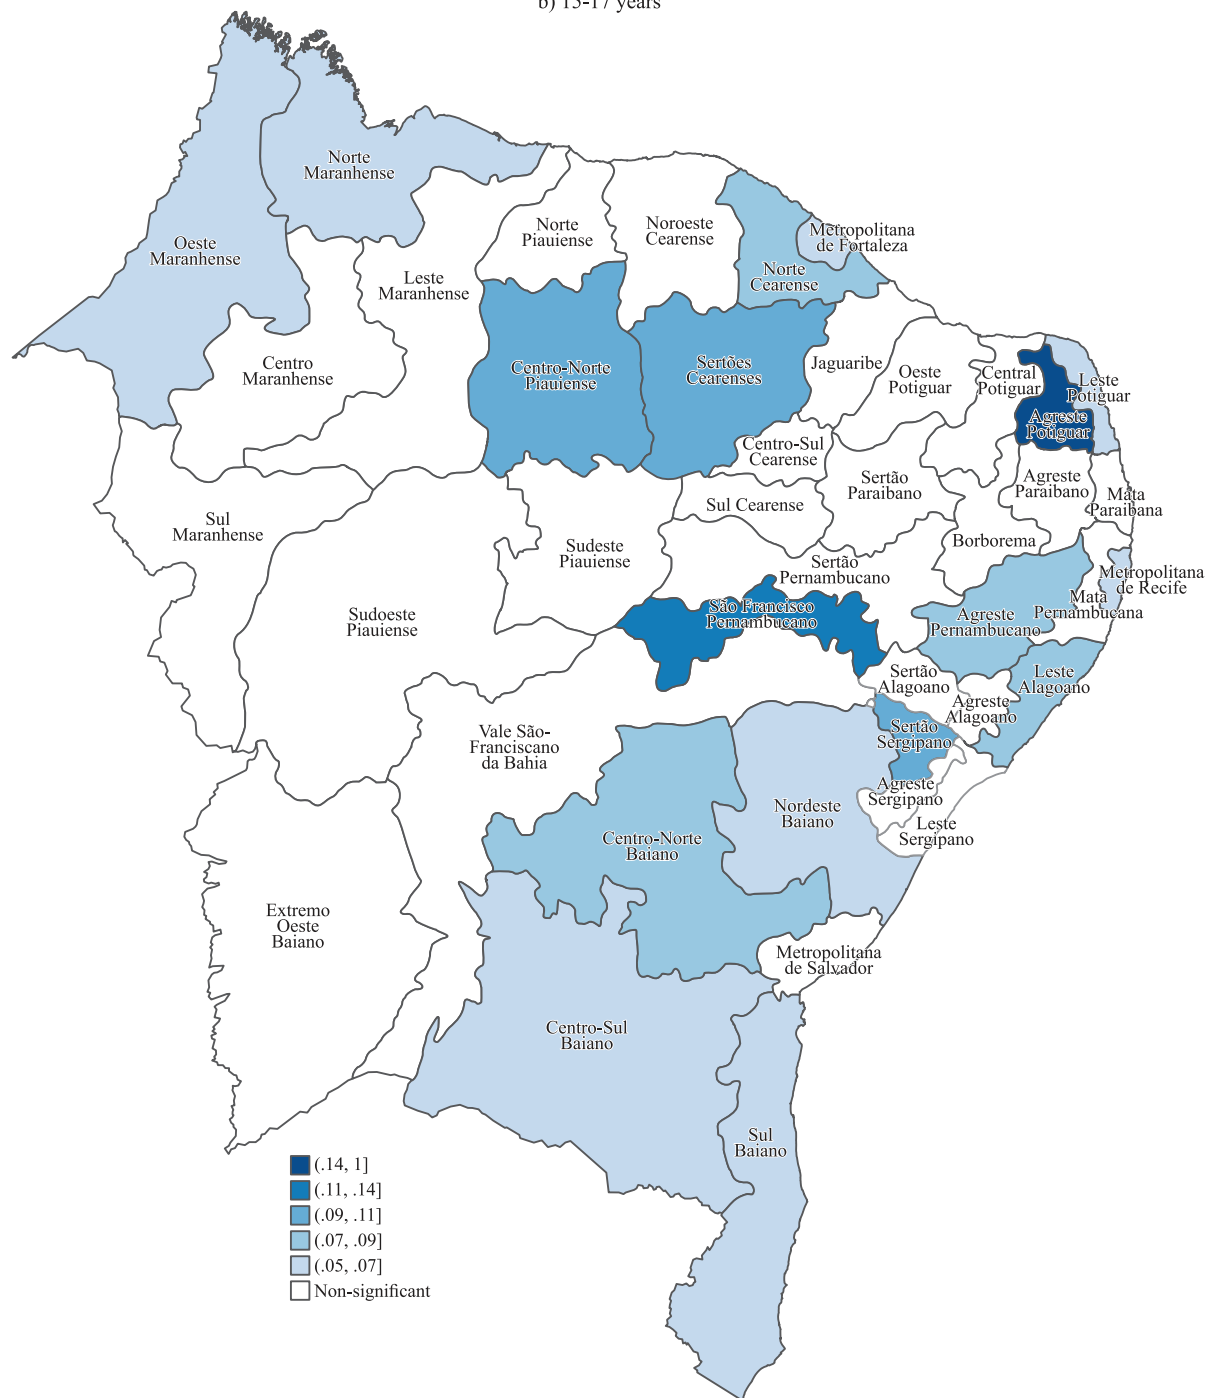 b) 15-17 years
Norte
Maranhense
Oeste
Maranhense
Leste
Maranhense
Norte
Piauiense
Noroeste
Cearense
Metropolitana
de Fortaleza
Norte
Cearense
Centro
Maranhense
Centro-Norte
Piauiense
Sertões
Cearenses
Jaguaribe
Oeste
Potiguar
Central
Potiguar
Leste
Potiguar
Agreste
Potiguar
Centro-Sul
Cearense
Sertão
Paraibano
Agreste
Paraibano
Mata
Paraibana
Sul Cearense
Sul
Maranhense
Sudeste
Piauiense
Borborema
Sertão
Pernambucano
Metropolitana
de Recife
Mata
Pernambucana
Sudoeste
Piauiense
São Francisco
Pernambucano
Agreste
Pernambucano
Sertão
Alagoano
Leste
Alagoano
Agreste
Alagoano
Vale São-
Franciscano
da Bahia
Sertão
Sergipano
Agreste
Sergipano
Nordeste
Baiano
Leste
Sergipano
Centro-Norte
Baiano
Extremo
Oeste
Baiano
Metropolitana
de Salvador
Centro-Sul
Baiano
Sul
Baiano
(.14, 1]
(.11, .14]
(.09, .11]
(.07, .09]
(.05, .07]
Non-significant